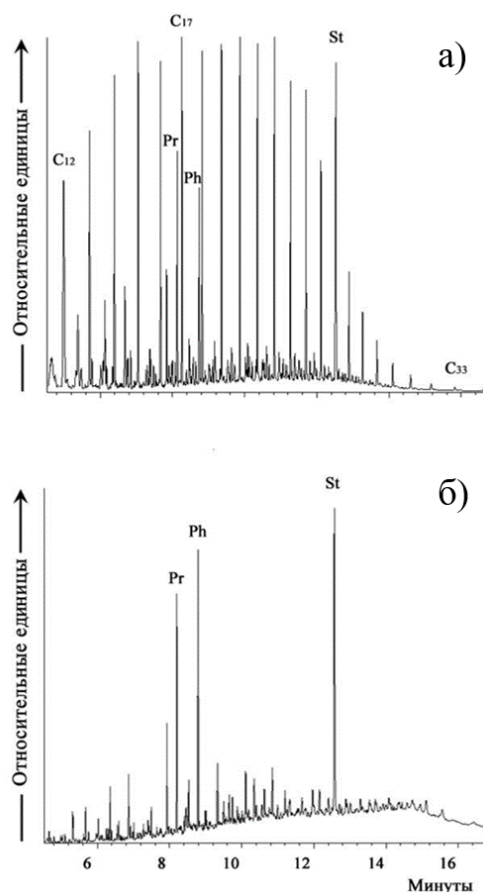 а)
C17
St
Pr
C12
Ph
C33
Относительные единицы
б)
St
Ph
Pr
Относительные единицы
6 8 10 12 14 16
Минуты